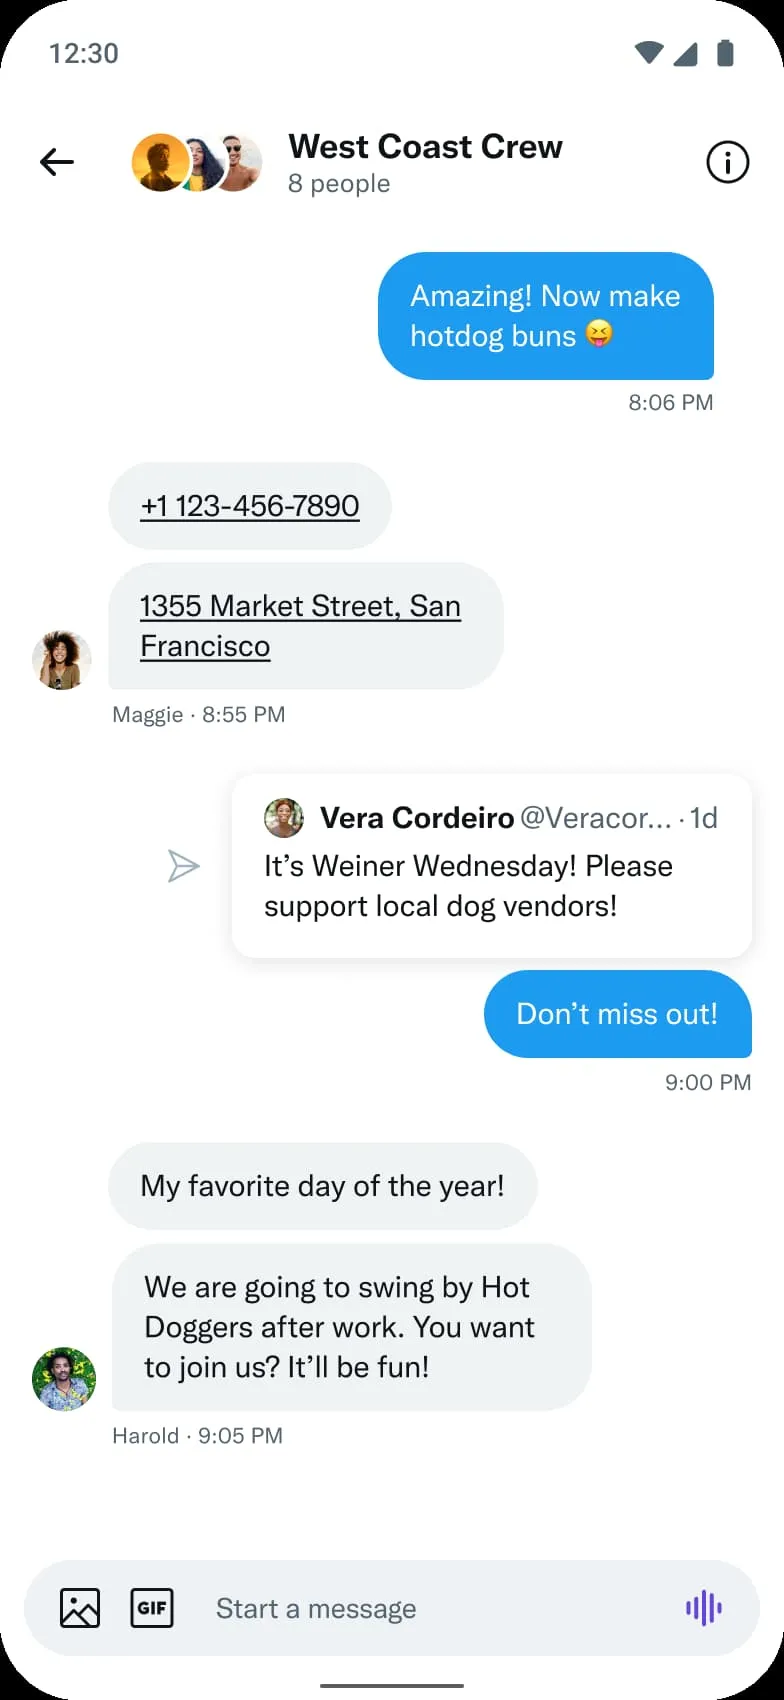 12:30
West Coast Crew
8 people
Amazing! Now make
hotdog buns 😝
8:06 PM
+1 123-456-7890
1355 Market Street, San
Francisco
Maggie · 8:55 PM
Vera Cordeiro @Veracor... · 1d
It’s Weiner Wednesday! Please
support local dog vendors!
Don’t miss out!
9:00 PM
My favorite day of the year!
We are going to swing by Hot
Doggers after work. You want
to join us? It’ll be fun!
Harold · 9:05 PM
GIF Start a message